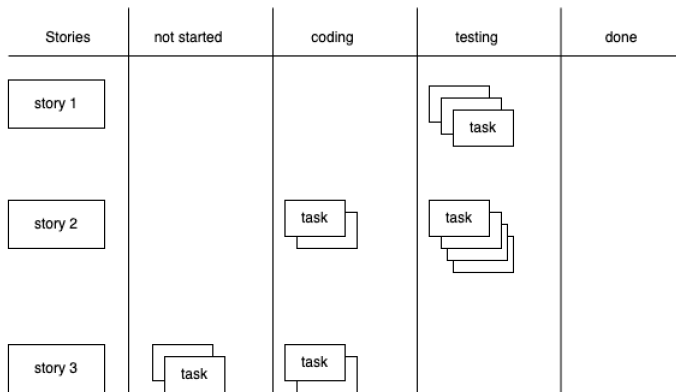 Stories not started coding testing done
story 1
task
story 2 task task
story 3
task
task